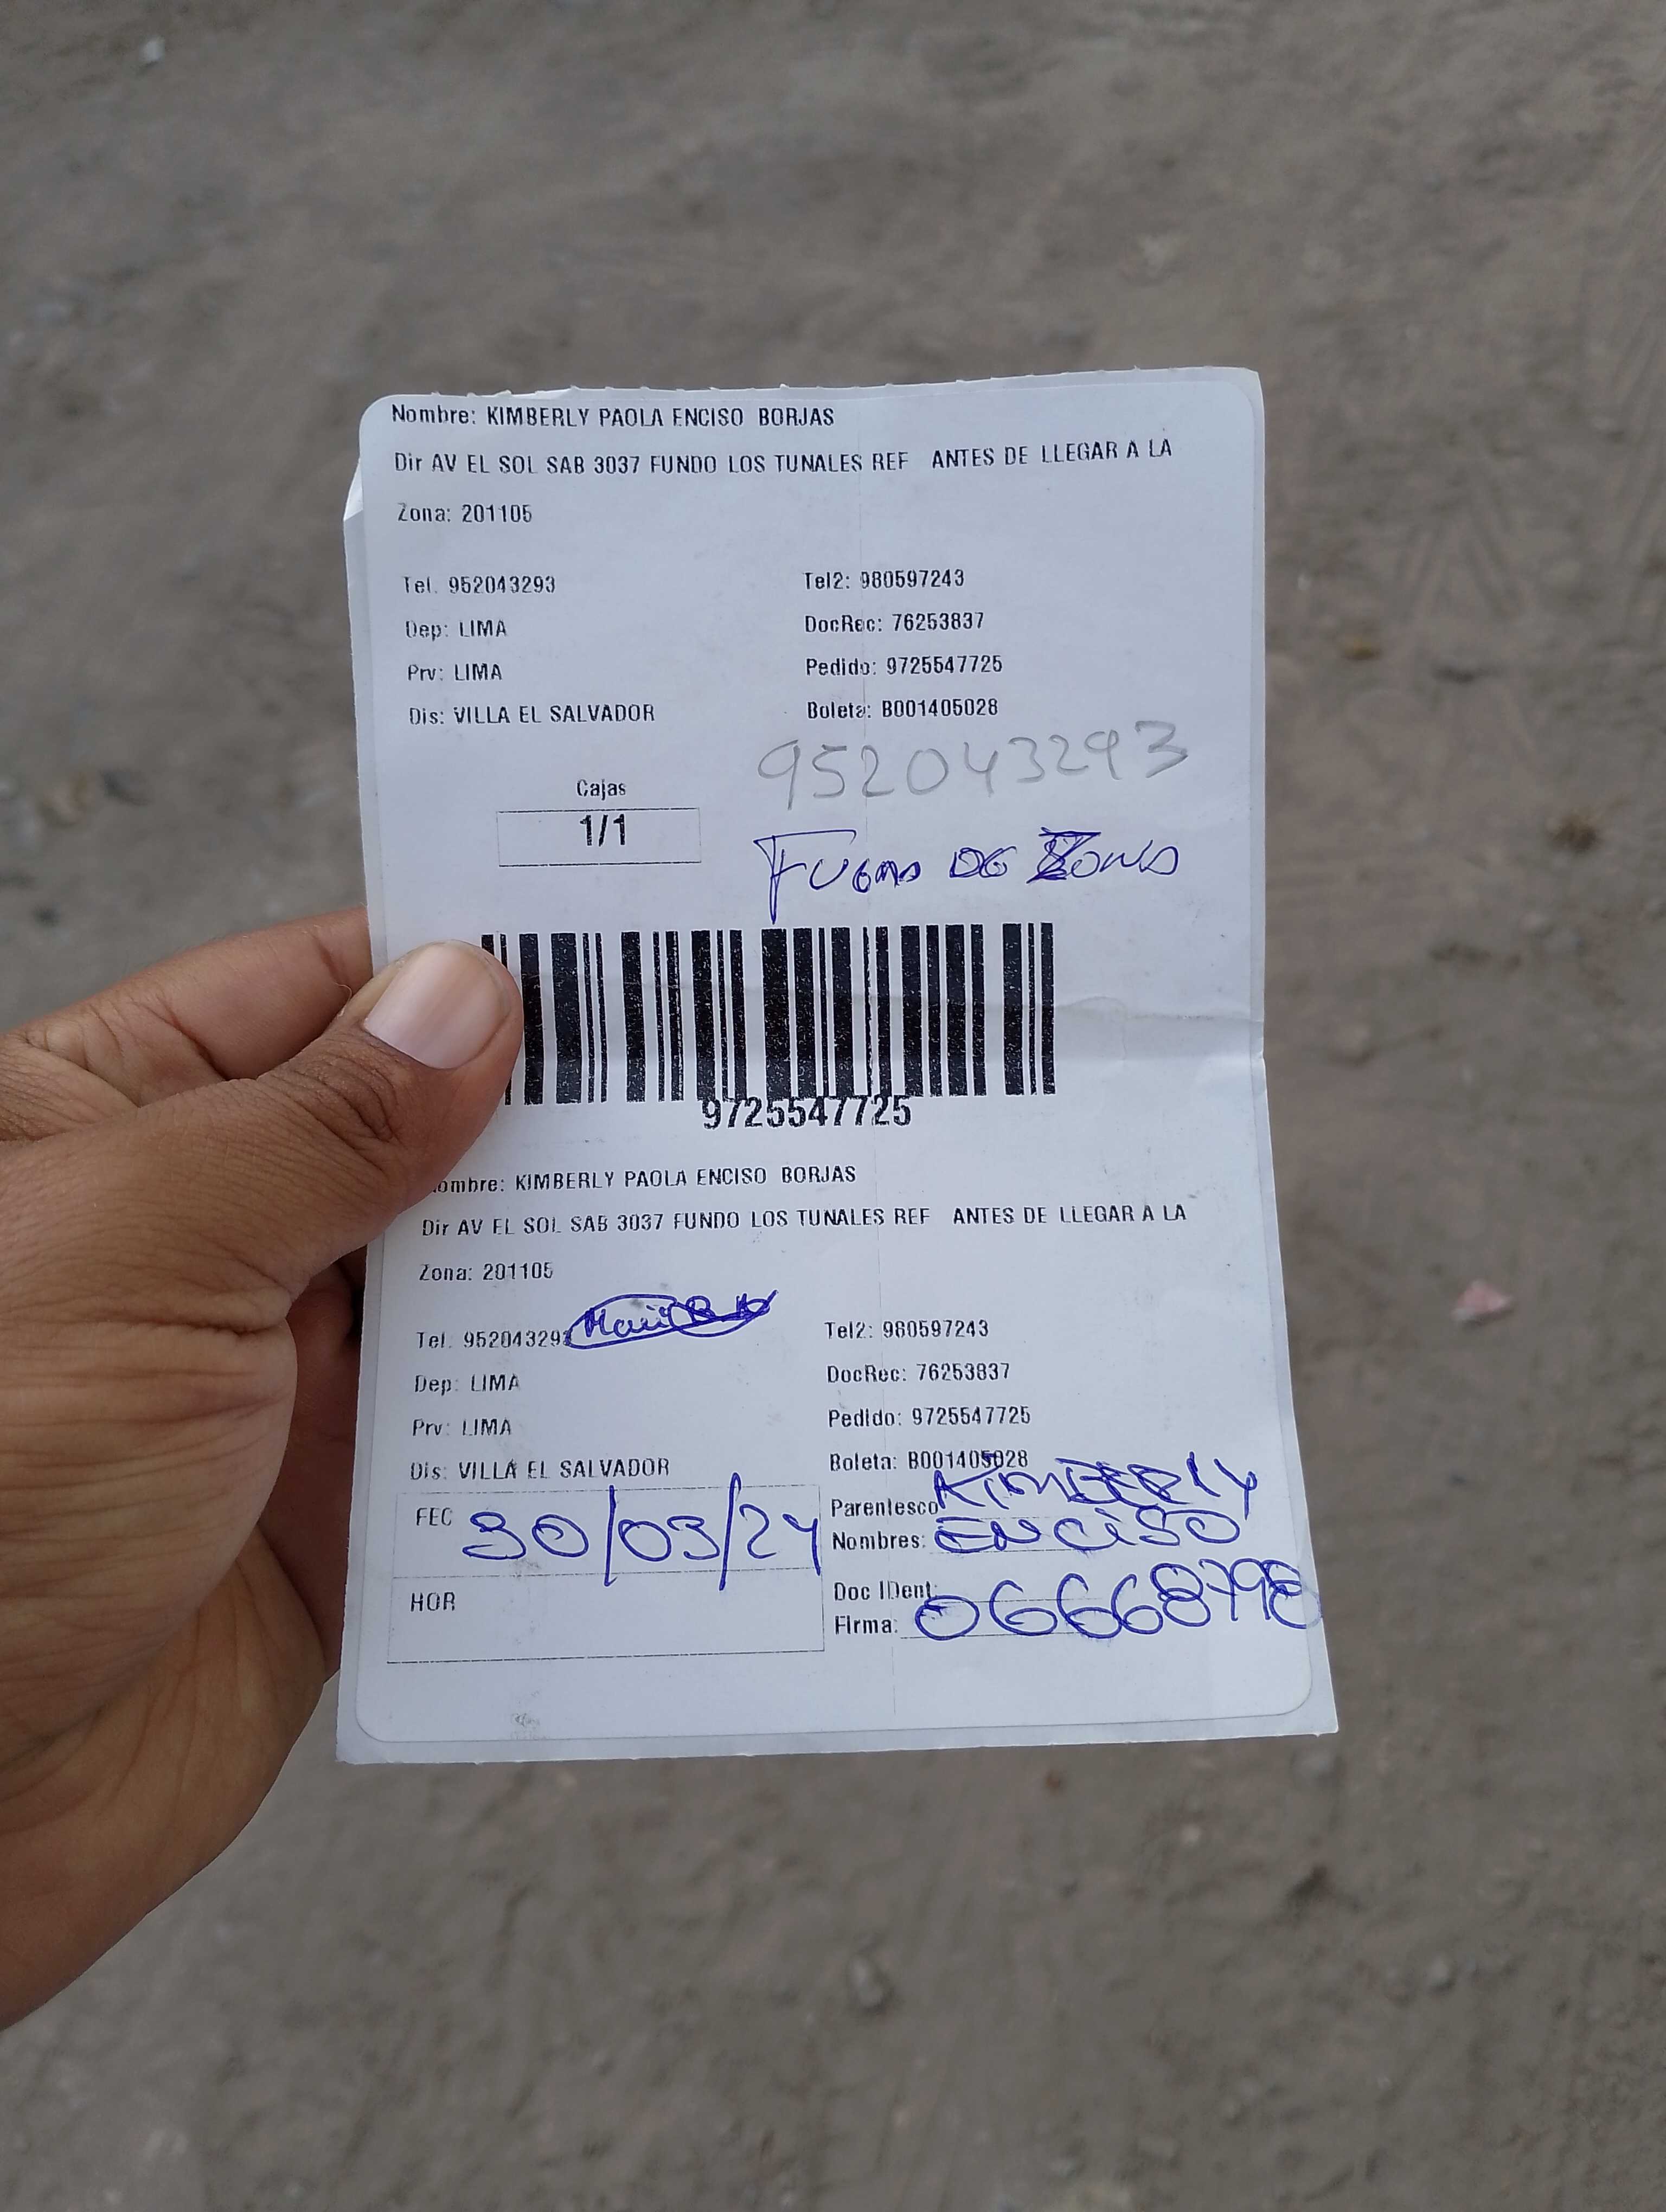 Nombre: KIMBERLY PAOLA ENCISO BORJAS
Dir AV EL SOL SAB 3037 FUNDO LOS TUNALES REF ANTES DE LLEGAR A LA
Zona: 201105
Tel. 952043293 Tel2: 980597243
Dep: LIMA DocRec: 76253837
Prv: LIMA Pedido: 9725547725
Dis: VILLA EL SALVADOR Boleta: B001405028
952043293
Cajas
1/1
DE
9725547725
ombre: KIMBERLY PAOLA ENCISO BORJAS
Dir AV EL SOL SAB 3037 FUNDO LOS TUNALES REF ANTES DE LLEGAR A LA
Zona: 201105
Tel. 952043293 Tel2: 980597243
Dep: LIMA DocRec: 76253837
Prv: LIMA Pedido: 9725547725
Dis: VILLA EL SALVADOR Boleta: B001405028
FEC 30/03/24 Parentesco KIMBERLY
Nombres: ENCISO
HOR Doc IDent:
Firma: 06668798